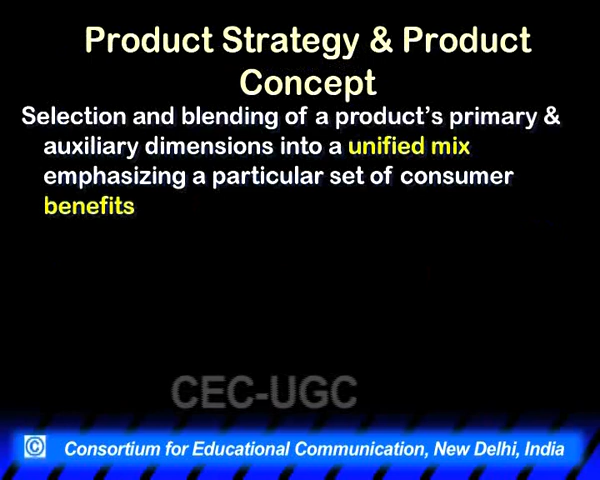 Product Strategy & Product
Concept
Selection and blending of a product’s primary &
auxiliary dimensions into a unified mix
emphasizing a particular set of consumer
benefits
CEC-UGC
© Consortium for Educational Communication, New Delhi, India